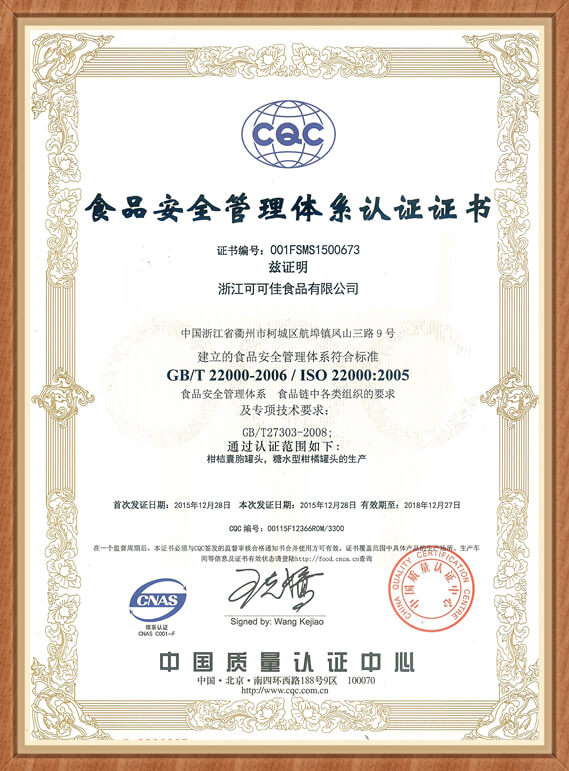 CQC
食品安全管理体系认证证书
证书编号：001FSMS1500673
兹证明
浙江可可佳食品有限公司
中国浙江省衢州市柯城区航埠镇凤山三路9号
建立的食品安全管理体系符合标准
GB/T 22000-2006 / ISO 22000:2005
食品安全管理体系 食品链中各类组织的要求
及专项技术要求：
GB/T27303-2008;
通过认证范围如下：
柑桔囊胞罐头，糖水型柑橘罐头的生产
首次发证日期：2015年12月28日 本次发证日期：2015年12月28日 有效期至：2018年12月27日
CQC 编号：00115F12366R0M/3300
在一个监督周期后，本证书必须与CQC签发的监督审核合格通知书合并使用方可有效，证书覆盖范围中具体产品的生产场所、生产车
间等信息及证书有效状态请登陆http://food.cnca.cn查询
CHINA QUALITY CERTIFICATION CENTRE
中国质量认证中心
CNAS
体系认证
CNAS C001-F
Signed by: Wang Kejiao
中国质量认证中心
中国·北京·南四环西路188号9区 100070
http://www.cqc.com.cn